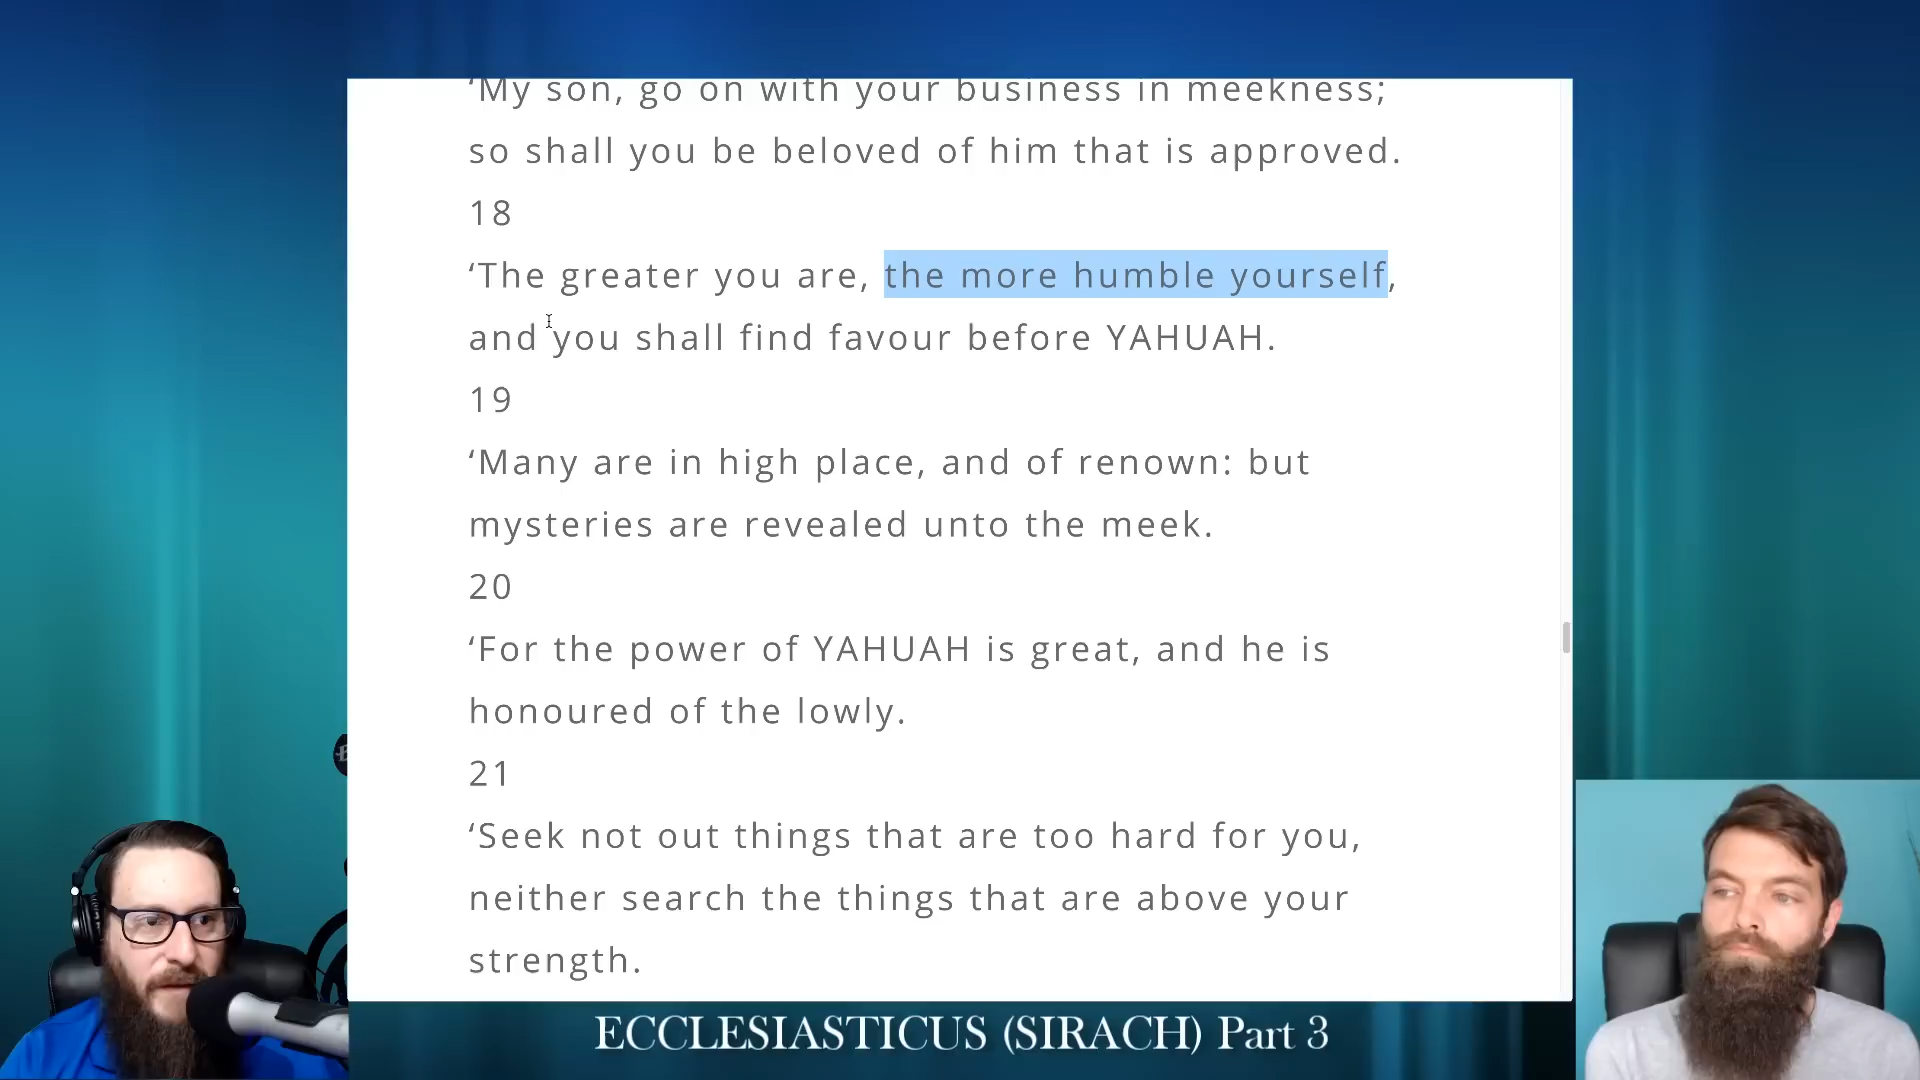 ‘My son, go on with your business in meekness;
so shall you be beloved of him that is approved.
18
‘The greater you are, the more humble yourself,
and you shall find favour before YAHUAH.
19
‘Many are in high place, and of renown: but
mysteries are revealed unto the meek.
20
‘For the power of YAHUAH is great, and he is
honoured of the lowly.
21
‘Seek not out things that are too hard for you,
neither search the things that are above your
strength.
ECCLESIASTICUS (SIRACH) Part 3